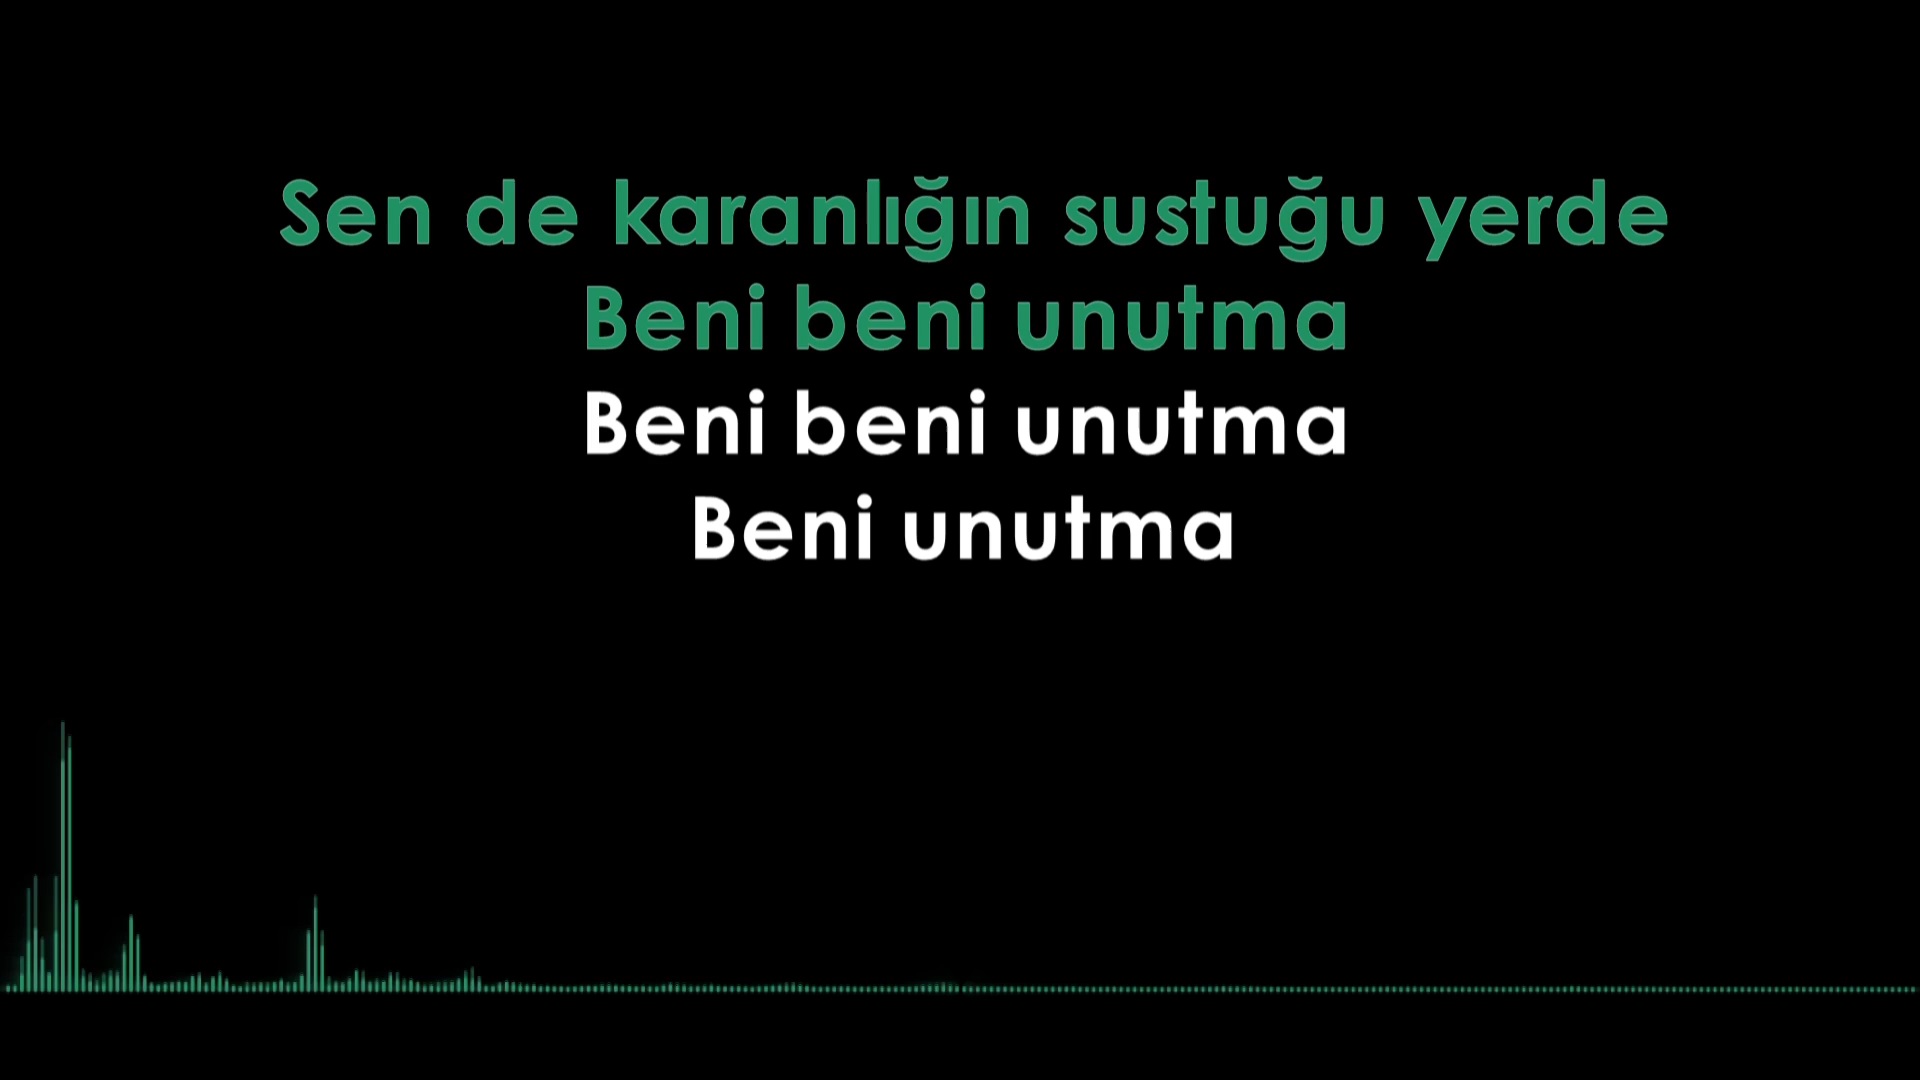 Sen de karanlığın sustuğu yerde
Beni beni unutma
Beni beni unutma
Beni unutma